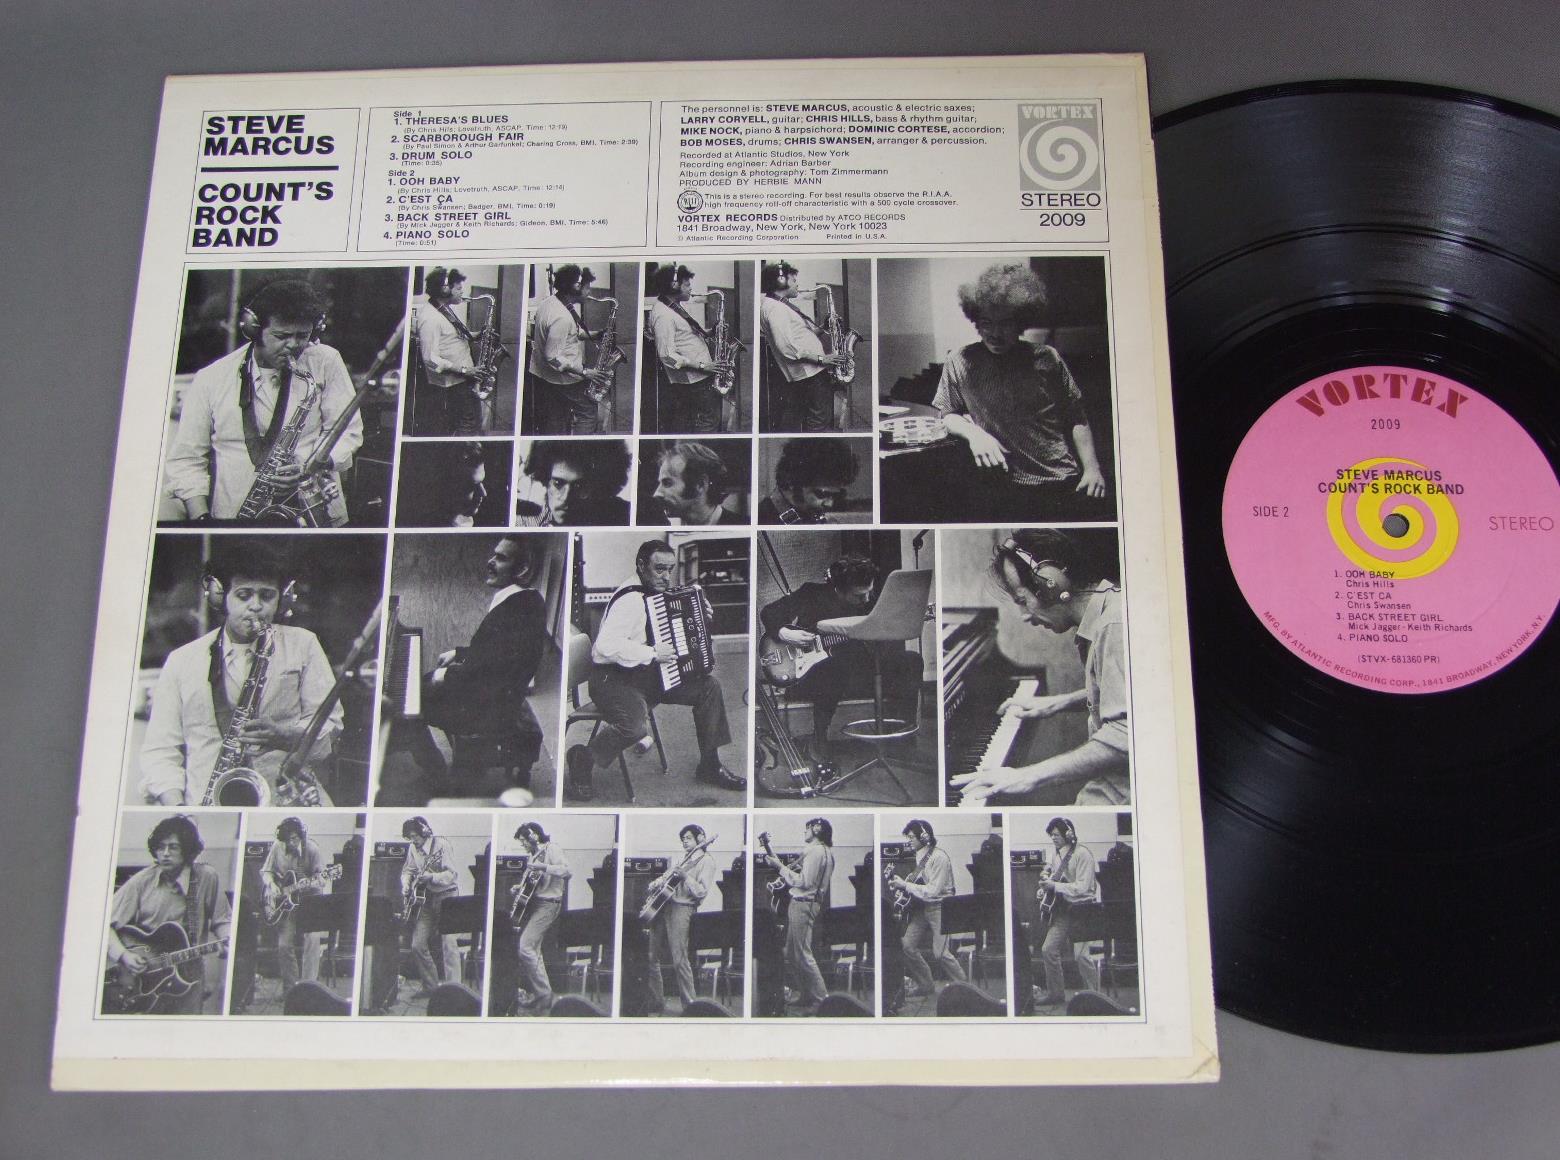 STEVE
MARCUS
COUNT'S
ROCK
BAND
Side 1
1. THERESA'S BLUES
(By Chris Hills; Lovetruth, ASCAP. Time: 12:19)
2. SCARBOROUGH FAIR
(By Paul Simon & Arthur Garfunkel; Charing Cross, BMI. Time: 2:39)
3. DRUM SOLO
(Time: 0:35)
Side 2
1. OOH BABY
(By Chris Hills; Lovetruth, ASCAP. Time: 12:14)
2. C'EST ÇA
(By Chris Swansen; Badger, BMI. Time: 0:19)
3. BACK STREET GIRL
(By Mick Jagger & Keith Richards; Gideon, BMI. Time: 5:46)
4. PIANO SOLO
(Time: 0:51)
The personnel is: STEVE MARCUS, acoustic & electric saxes;
LARRY CORYELL, guitar; CHRIS HILLS, bass & rhythm guitar;
MIKE NOCK, piano & harpsichord; DOMINIC CORTESE, accordion;
BOB MOSES, drums; CHRIS SWANSEN, arranger & percussion.
Recorded at Atlantic Studios, New York
Recording engineer: Adrian Barber
Album design & photography: Tom Zimmermann
PRODUCED BY HERBIE MANN
This is a stereo recording. For best results observe the R.I.A.A.
high frequency roll-off characteristic with a 500 cycle crossover.
VORTEX RECORDS Distributed by ATCO RECORDS
1841 Broadway, New York, New York 10023
© Atlantic Recording Corporation Printed in U.S.A.
VORTEX
STEREO
2009
VORTEX
2009
STEVE MARCUS
COUNT'S ROCK BAND
SIDE 2
STEREO
1. OOH BABY
Chris Hills
2. C'EST CA
Chris Swansen
3. BACK STREET GIRL
Mick Jagger-Keith Richards
4. PIANO SOLO
(STVX-681360 PR)
MFG. BY ATLANTIC RECORDING CORP., 1841 BROADWAY, NEW YORK, N.Y.